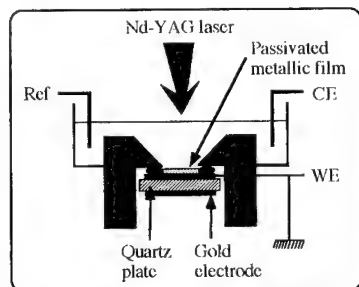 Nd-YAG laser
Passivated
metallic film
Ref
CE
WE
Quartz
plate
Gold
electrode